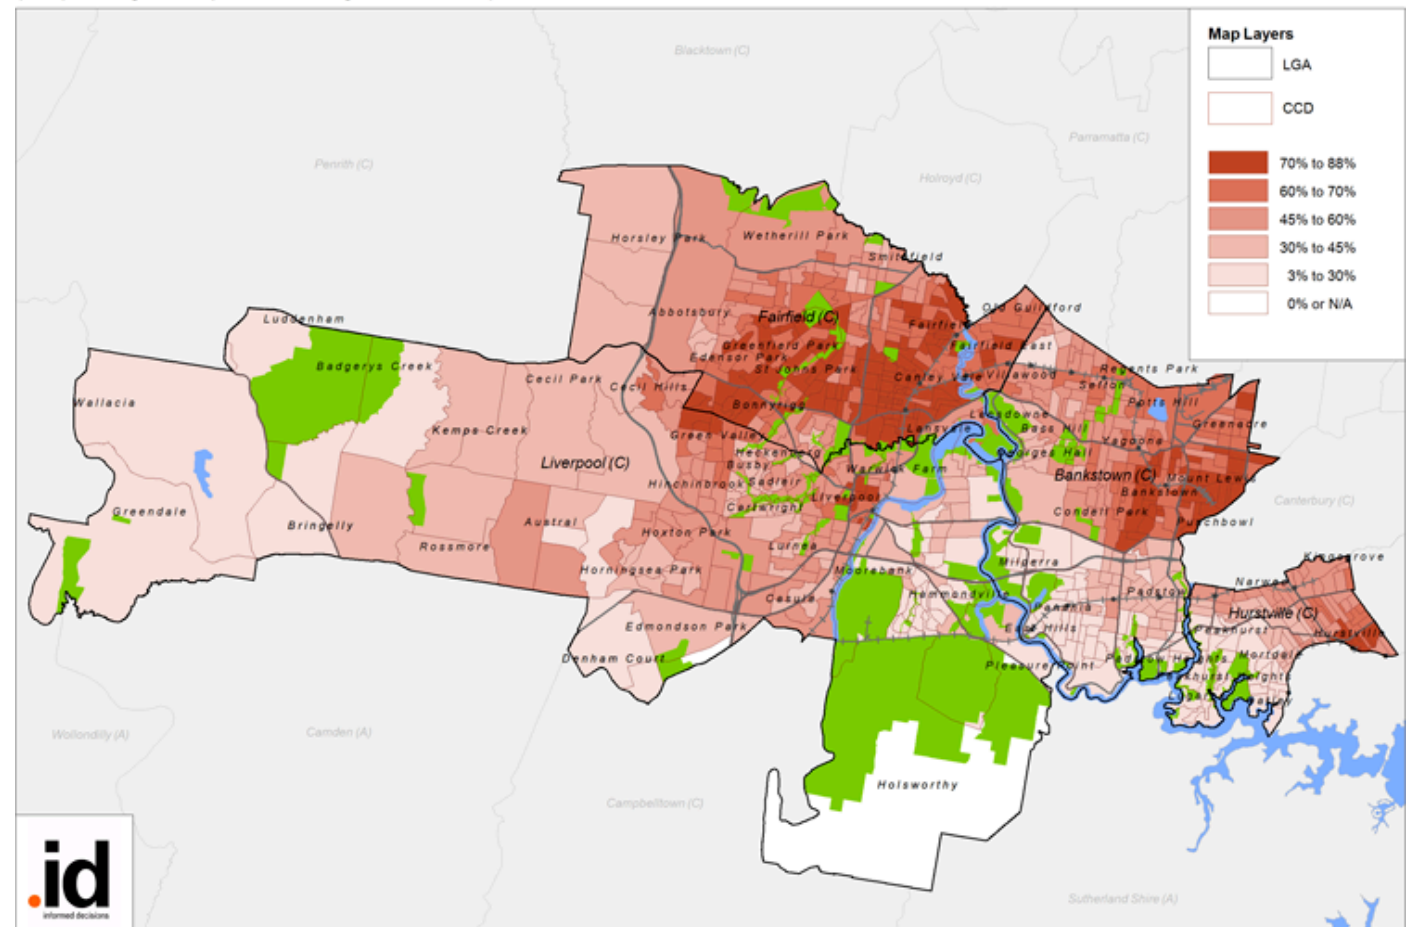 Map Layers
LGA
CCD
70% to 88%
60% to 70%
45% to 60%
30% to 45%
3% to 30%
0% or N/A
Blacktown (C)
Parramatta (C)
Penrith (C)
Holroyd (C)
Horsley Park
Wetherill Park
Smithfield
Old Guildford
Luddenham
Abbotsbury
Fairfield (C)
Fairfield
Greenfield Park
Fairfield East
Edensor Park
Badgerys Creek
St Johns Park
Regents Park
Cecil Park
Cecil Hills
Canley Vale
Villawood
Sefton
Wallacia
Bonnyrigg
Potts Hill
Lansdowne
Greenacre
Kemps Creek
Green Valley
Lansvale
Bass Hill
Yagoona
Heckenberg
Georges Hall
Liverpool (C)
Busby
Warwick Farm
Bankstown (C)
Mount Lewis
Hinchinbrook
Sadleir
Bankstown
Liverpool
Canterbury (C)
Greendale
Cartwright
Condell Park
Punchbowl
Bringelly
Austral
Hoxton Park
Rossmore
Lurnea
Kingsgrove
Horningsea Park
Moorebank
Milperra
Narwee
Casula
Hammondville
Padstow
Panania
Hurstville (C)
Edmondson Park
East Hills
Peakhurst
Hurstville
Denham Court
Pleasure Point
Padstow Heights
Mortdale
Peakhurst Heights
Lugarno
Oatley
Wollondilly (A)
Camden (A)
Holsworthy
Campbelltown (C)
Sutherland Shire (A)
.id
informed decisions